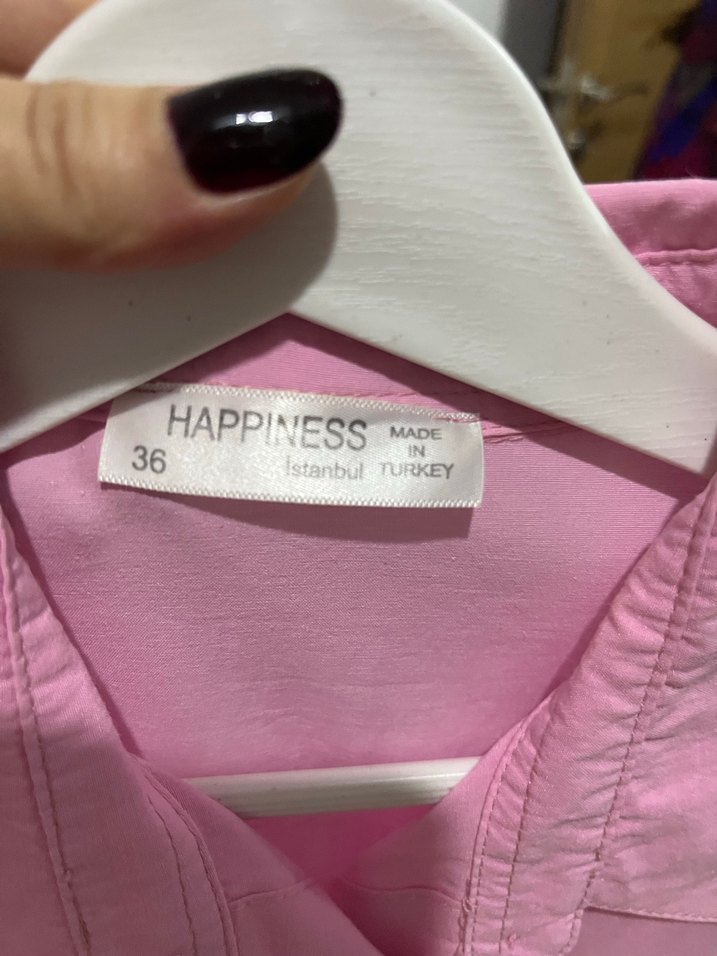 HAPPINESS
36
İstanbul
MADE
IN
TURKEY